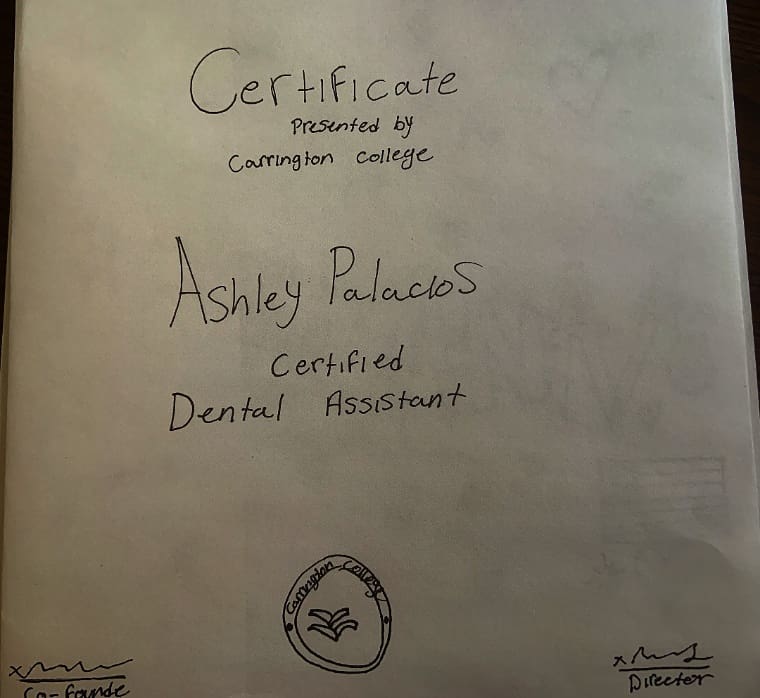 Certificate
Presented by
Carrington college
Ashley Palacios
Certified
Dental Assistant
Carrington College
x
Co-founde
x
Director